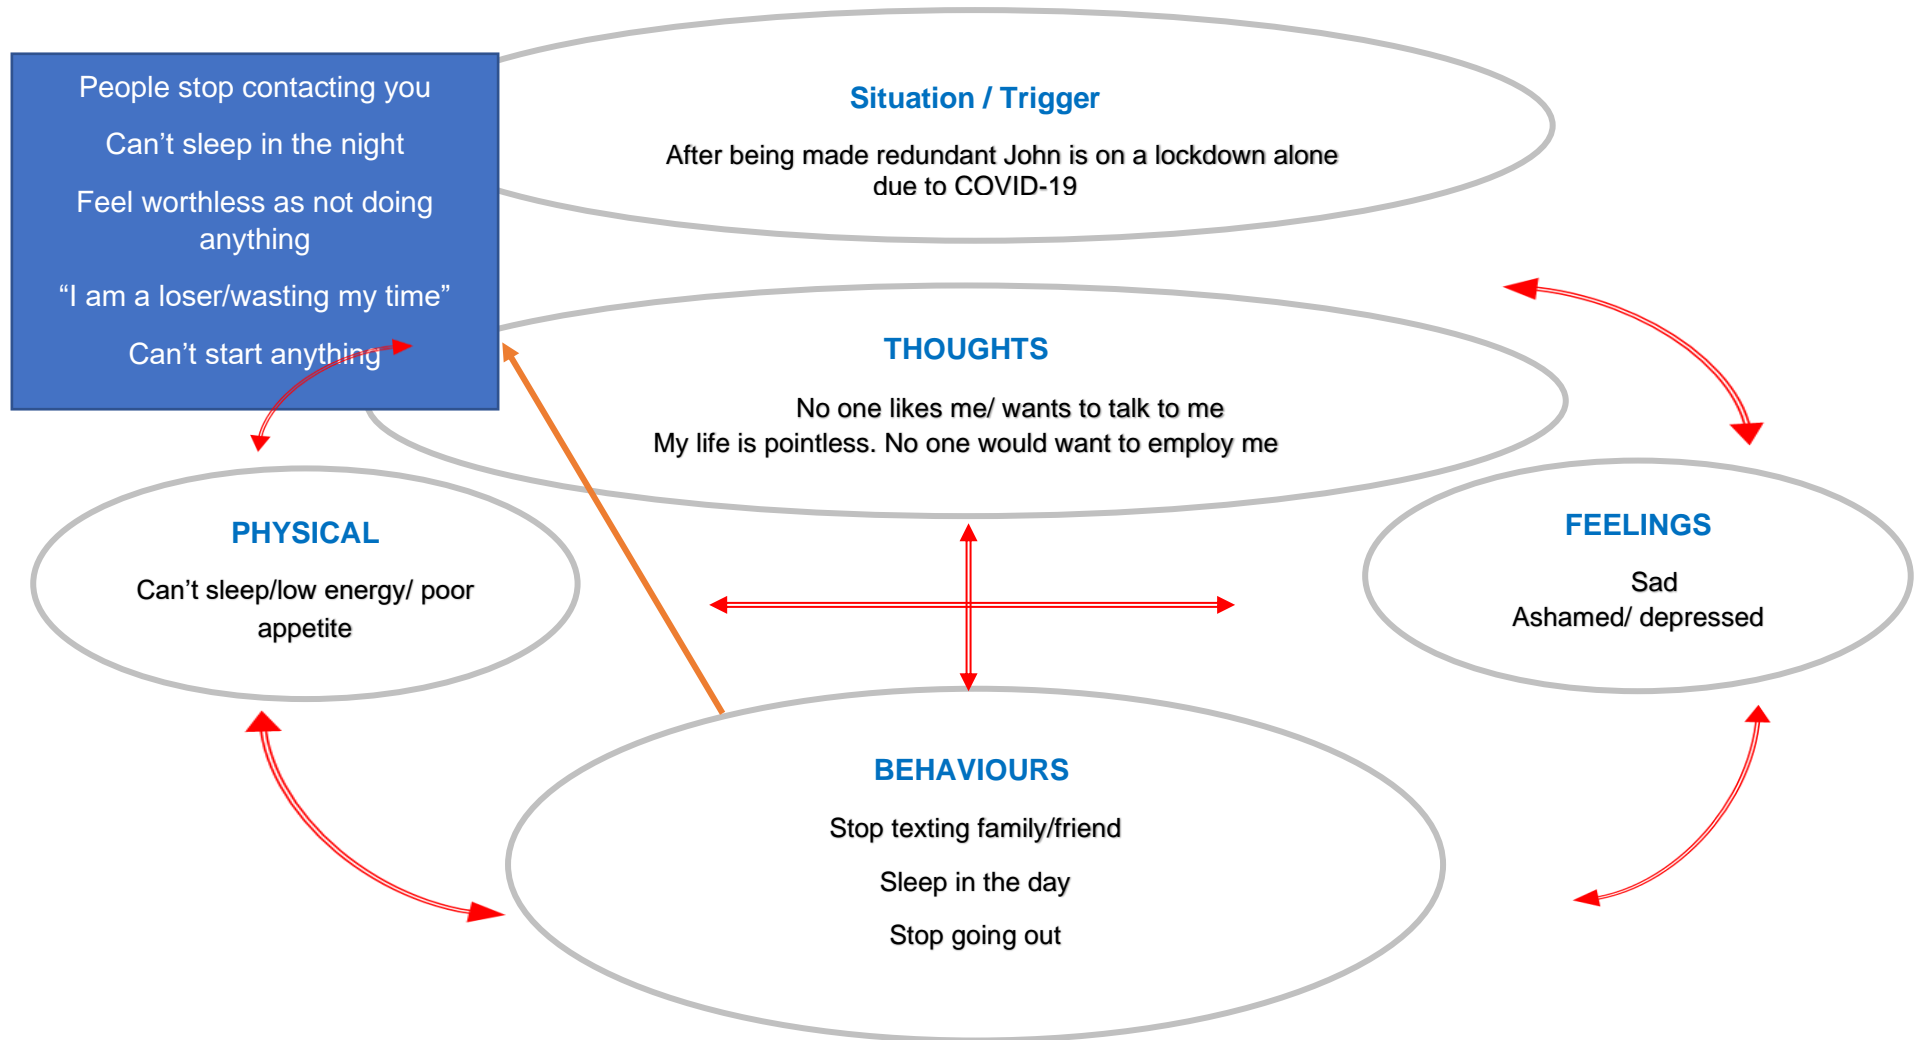 People stop contacting you
Can’t sleep in the night
Feel worthless as not doing
anything
“I am a loser/wasting my time”
Can’t start anything
Situation / Trigger
After being made redundant John is on a lockdown alone
due to COVID-19
THOUGHTS
No one likes me/ wants to talk to me
My life is pointless. No one would want to employ me
PHYSICAL
Can’t sleep/low energy/ poor
appetite
FEELINGS
Sad
Ashamed/ depressed
BEHAVIOURS
Stop texting family/friend
Sleep in the day
Stop going out